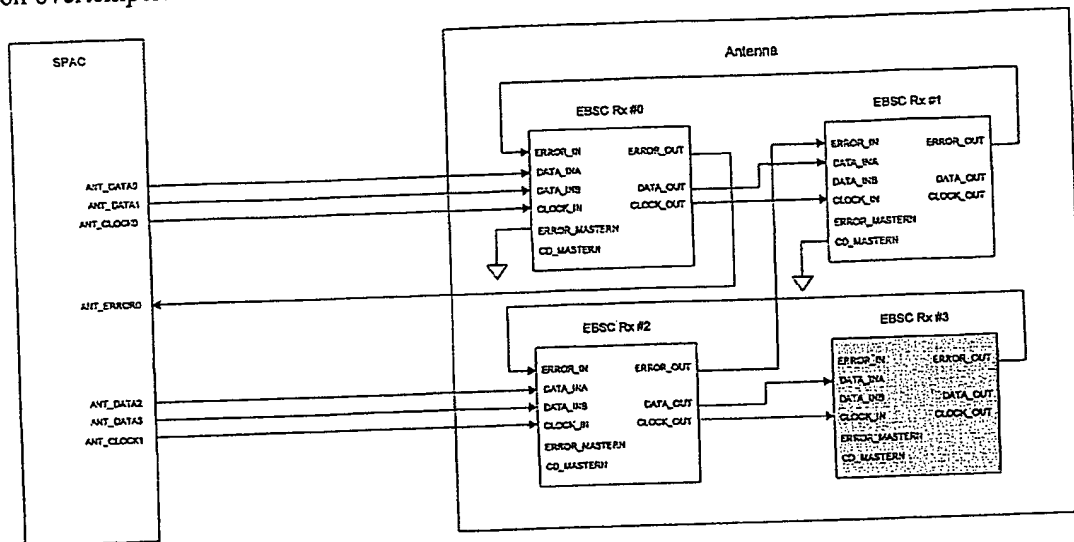 SPAC
Antenna
EBSC Rx #0
EBSC Rx #1
ERROR_IN ERROR_OUT
DATA_INA
DATA_INB DATA_OUT
CLOCK_IN CLOCK_OUT
ERROR_MASTERN
CD_MASTERN
ERROR_IN ERROR_OUT
DATA_INA
DATA_INB DATA_OUT
CLOCK_IN CLOCK_OUT
ERROR_MASTERN
CD_MASTERN
ANT_DATA0
ANT_DATA1
ANT_CLOCK0
ANT_ERROR0
EBSC Rx #2
EBSC Rx #3
ERROR_IN ERROR_OUT
DATA_INA
DATA_INB DATA_OUT
CLOCK_IN CLOCK_OUT
ERROR_MASTERN
CD_MASTERN
ERROR_IN ERROR_OUT
DATA_INA
DATA_INB DATA_OUT
CLOCK_IN CLOCK_OUT
ERROR_MASTERN
CD_MASTERN
ANT_DATA2
ANT_DATA3
ANT_CLOCK1